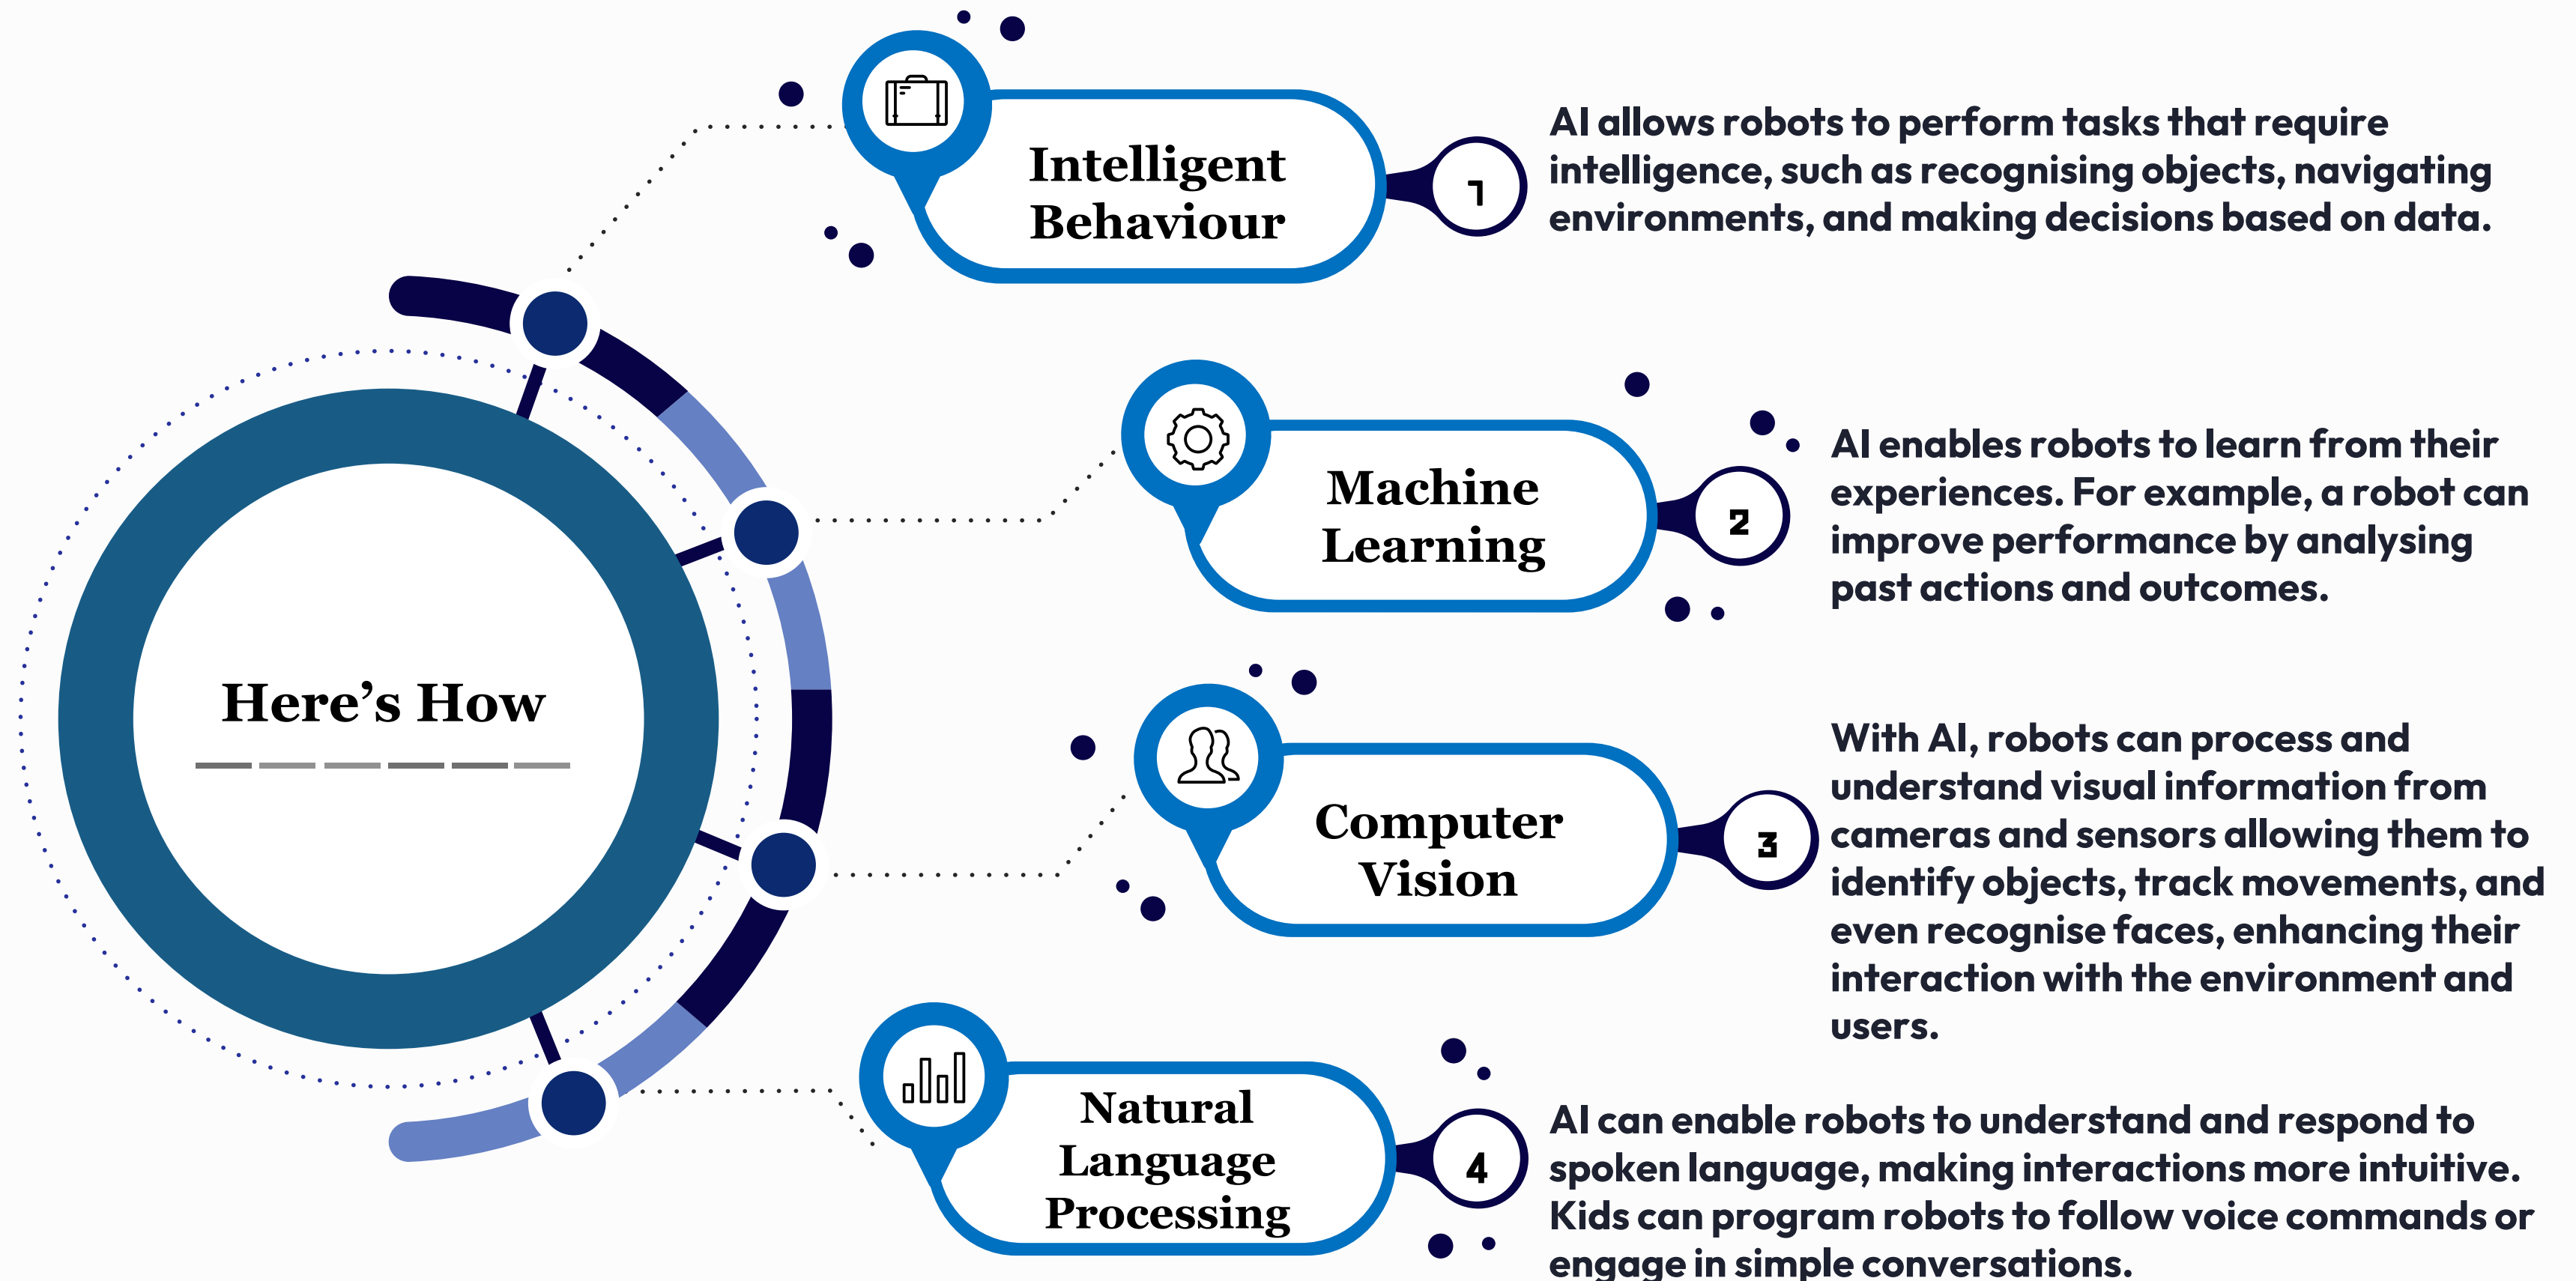 Here's How
Intelligent
Behaviour
1
AI allows robots to perform tasks that require
intelligence, such as recognising objects, navigating
environments, and making decisions based on data.
Machine
Learning
2
AI enables robots to learn from their
experiences. For example, a robot can
improve performance by analysing
past actions and outcomes.
Computer
Vision
3
With AI, robots can process and
understand visual information from
cameras and sensors allowing them to
identify objects, track movements, and
even recognise faces, enhancing their
interaction with the environment and
users.
Natural
Language
Processing
4
AI can enable robots to understand and respond to
spoken language, making interactions more intuitive.
Kids can program robots to follow voice commands or
engage in simple conversations.